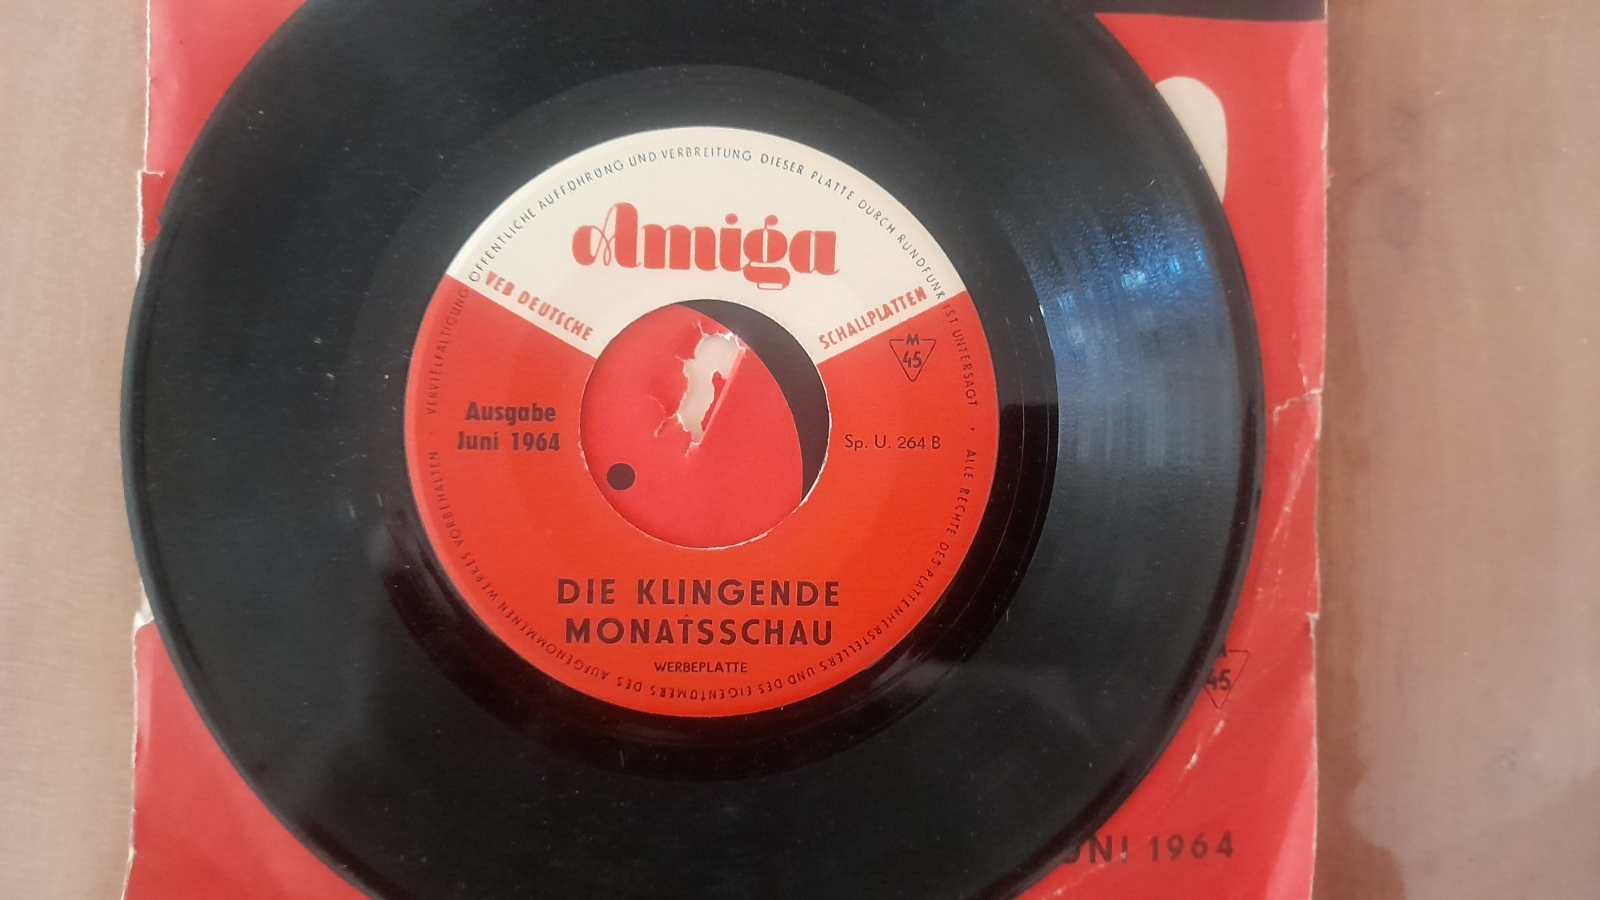 VERVIELFÄLTIGUNG ÖFFENTLICHE AUFFÜHRUNG UND VERBREITUNG DIESER PLATTE DURCH RUNDFUNK IST UNTERSAGT · ALLE RECHTE DES PLATTENHERSTELLERS UND DES EIGENTÜMERS DES AUFGENOMMENEN WERKES VORBEHALTEN ·
Amiga
VEB DEUTSCHE SCHALLPLATTEN
M
45
Ausgabe
Juni 1964
Sp. U. 264 B
DIE KLINGENDE
MONATSSCHAU
WERBEPLATTE
45
1964